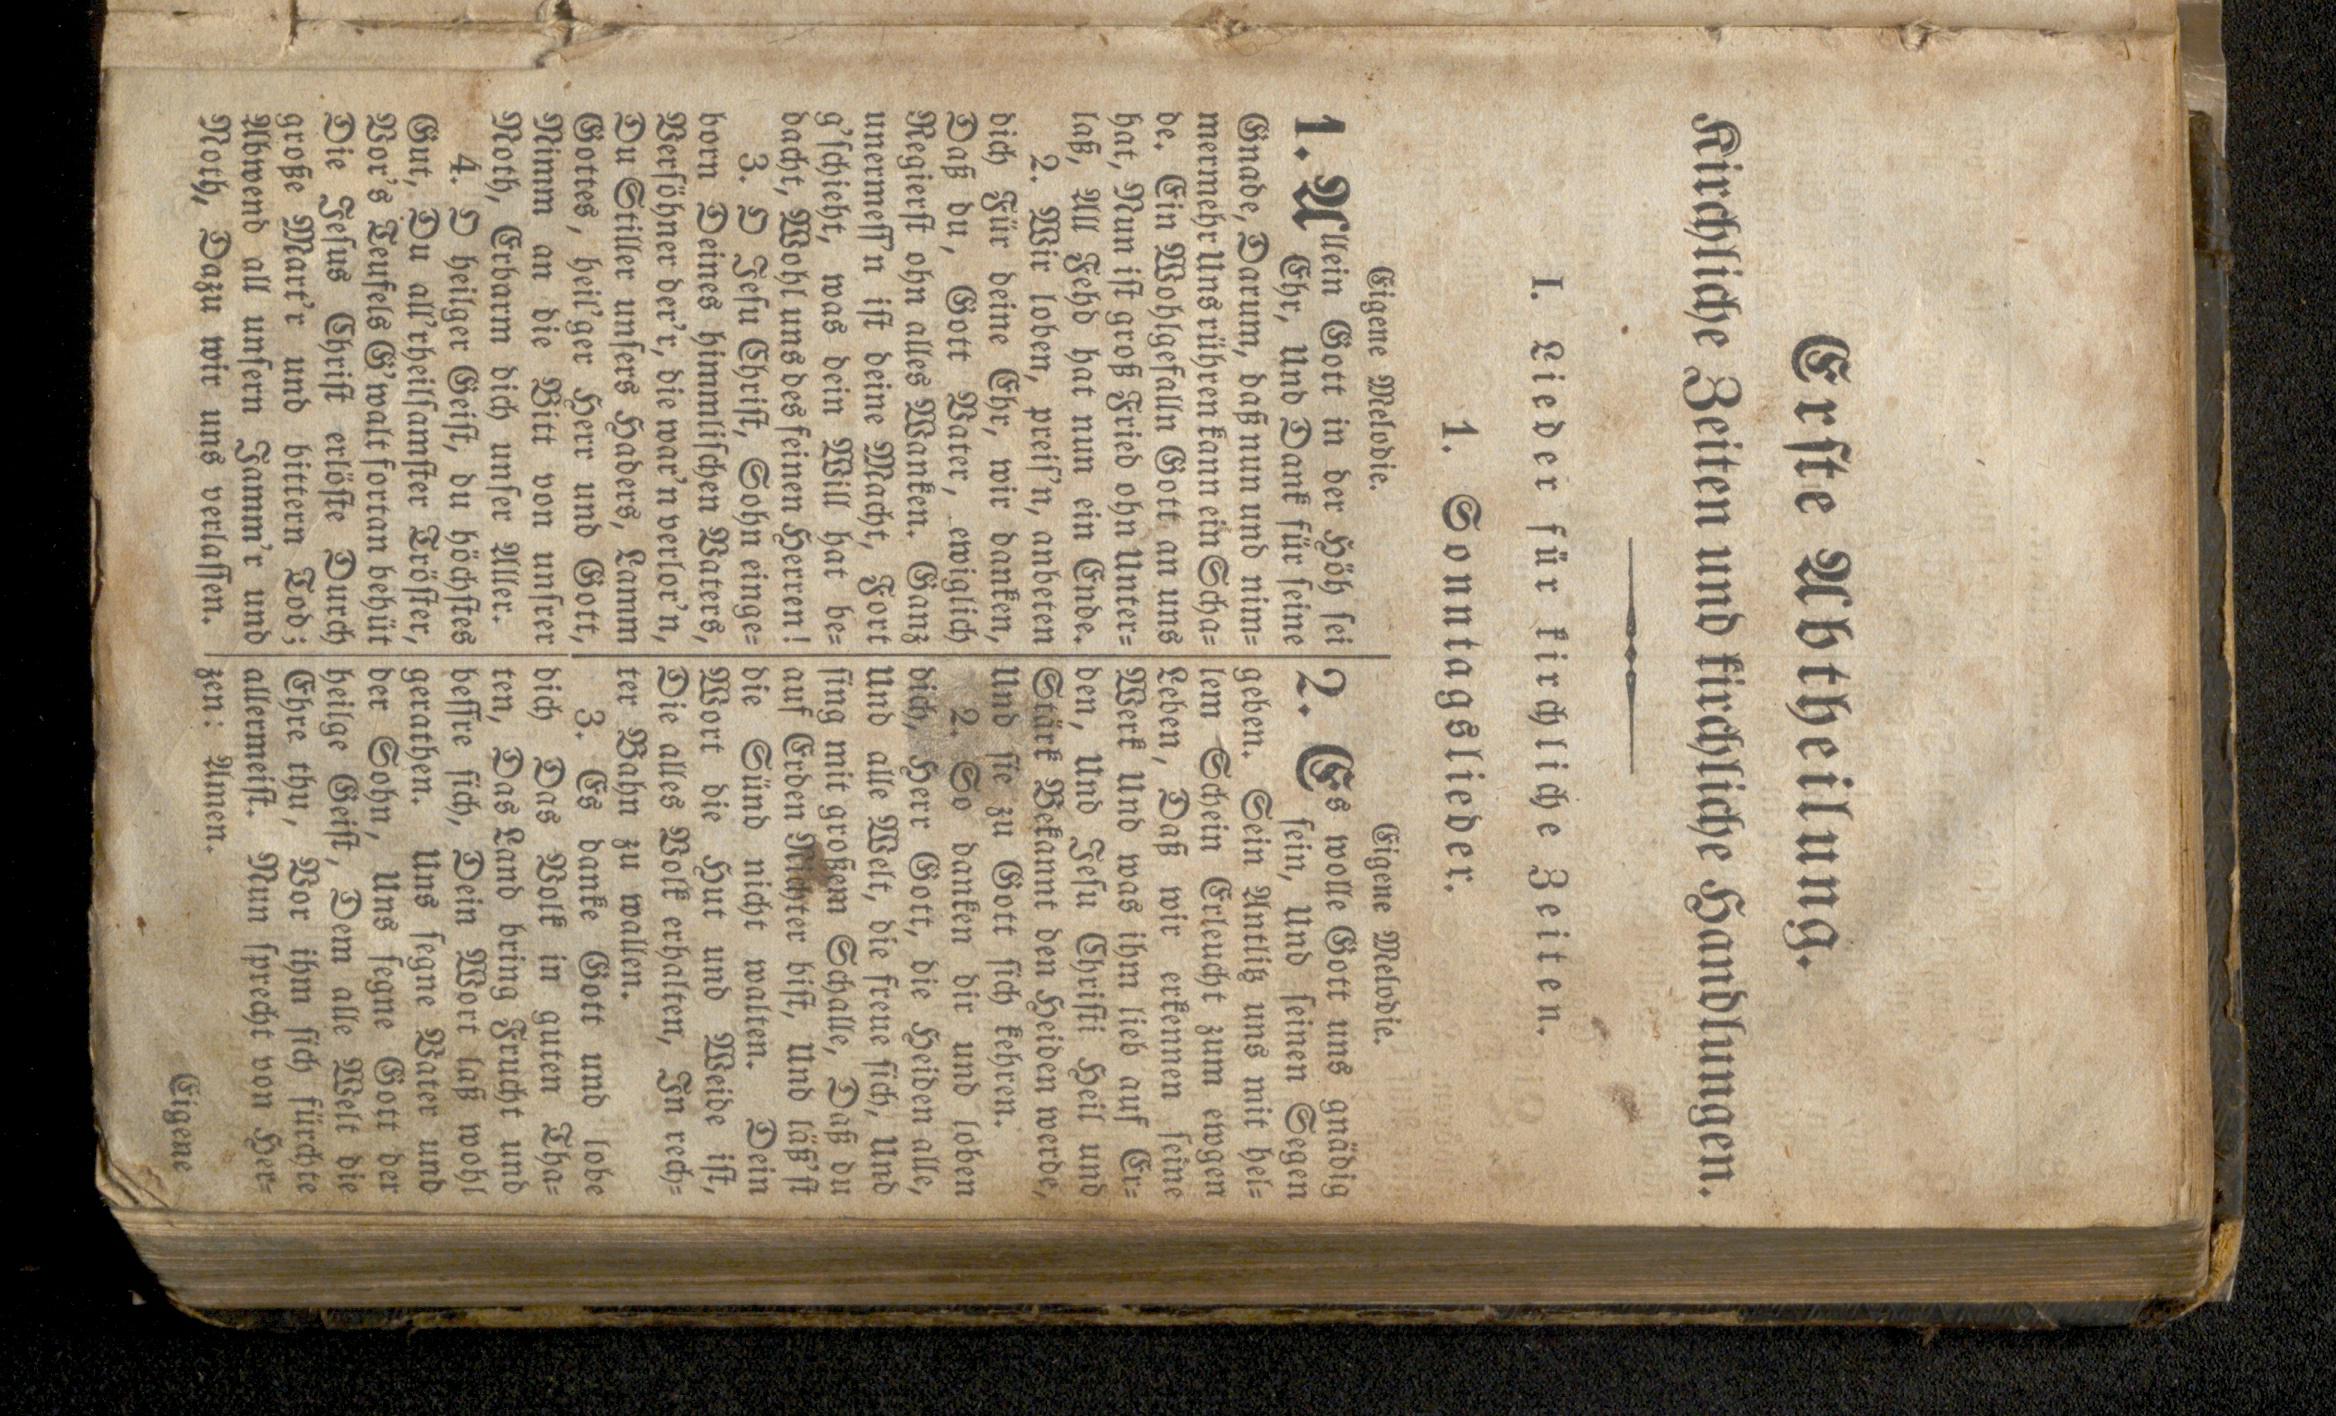 Erste Abtheilung.
Kirchliche Zeiten und kirchliche Handlungen.
I. Lieder für kirchliche Zeiten.
1. Sonntagslieder.
Eigene Melodie.
1. Allein Gott in der Höh sei
Ehr, Und Dank für seine
Gnade, Darum, daß nun und nim-
mermehr Uns rühren kann ein Scha-
de. Ein Wohlgefalln Gott an uns
hat, Nun ist groß Fried ohn Unter-
laß, All Fehd hat nun ein Ende.
2. Wir loben, preis'n, anbeten
dich Für deine Ehr, wir danken,
Daß du, Gott Vater, ewiglich
Regierst ohn alles Wanken. Ganz
unermess'n ist deine Macht, Fort
g'schieht, was dein Will hat be-
dacht, Wohl uns des feinen Herren!
3. O Jesu Christ, Sohn einge-
born Deines himmlischen Vaters,
Versöhner der'r, die war'n verlor'n,
Du Stiller unsers Haders, Lamm
Gottes, heil'ger Herr und Gott,
Nimm an die Bitt von unsrer
Noth, Erbarm dich unser Aller.
4. O heilger Geist, du höchstes
Gut, Du all'rheilsamster Tröster,
Vor's Teufels G'walt fortan behüt
Die Jesus Christ erlöste Durch
große Mart'r und bittern Tod;
Abwend all unsern Jamm'r und
Noth, Dazu wir uns verlassen.
Eigene Melodie.
2. Es wolle Gott uns gnädig
sein, Und seinen Segen
geben. Sein Antlitz uns mit hel-
lem Schein Erleucht zum ewgen
Leben, Daß wir erkennen seine
Werk Und was ihm lieb auf Er-
den, Und Jesu Christi Heil und
Stärk Bekannt den Heiden werde,
Und sie zu Gott sich kehren.
2. So danken dir und loben
dich, Herr Gott, die Heiden alle,
Und alle Welt, die freue sich, Und
sing mit großem Schalle, Daß du
auf Erden Richter bist, Und läß'st
die Sünd nicht walten. Dein
Wort die Hut und Weide ist,
Die alles Volk erhalten, In rech-
ter Bahn zu wallen.
3. Es danke Gott und lobe
dich Das Volk in guten Tha-
ten, Das Land bring Frucht und
bessre sich, Dein Wort laß wohl
gerathen. Uns segne Vater und
der Sohn, Uns segne Gott der
heilge Geist, Dem alle Welt die
Ehre thu, Vor ihm sich fürchte
allermeist. Nun sprecht von Her-
zen: Amen.
Eigene